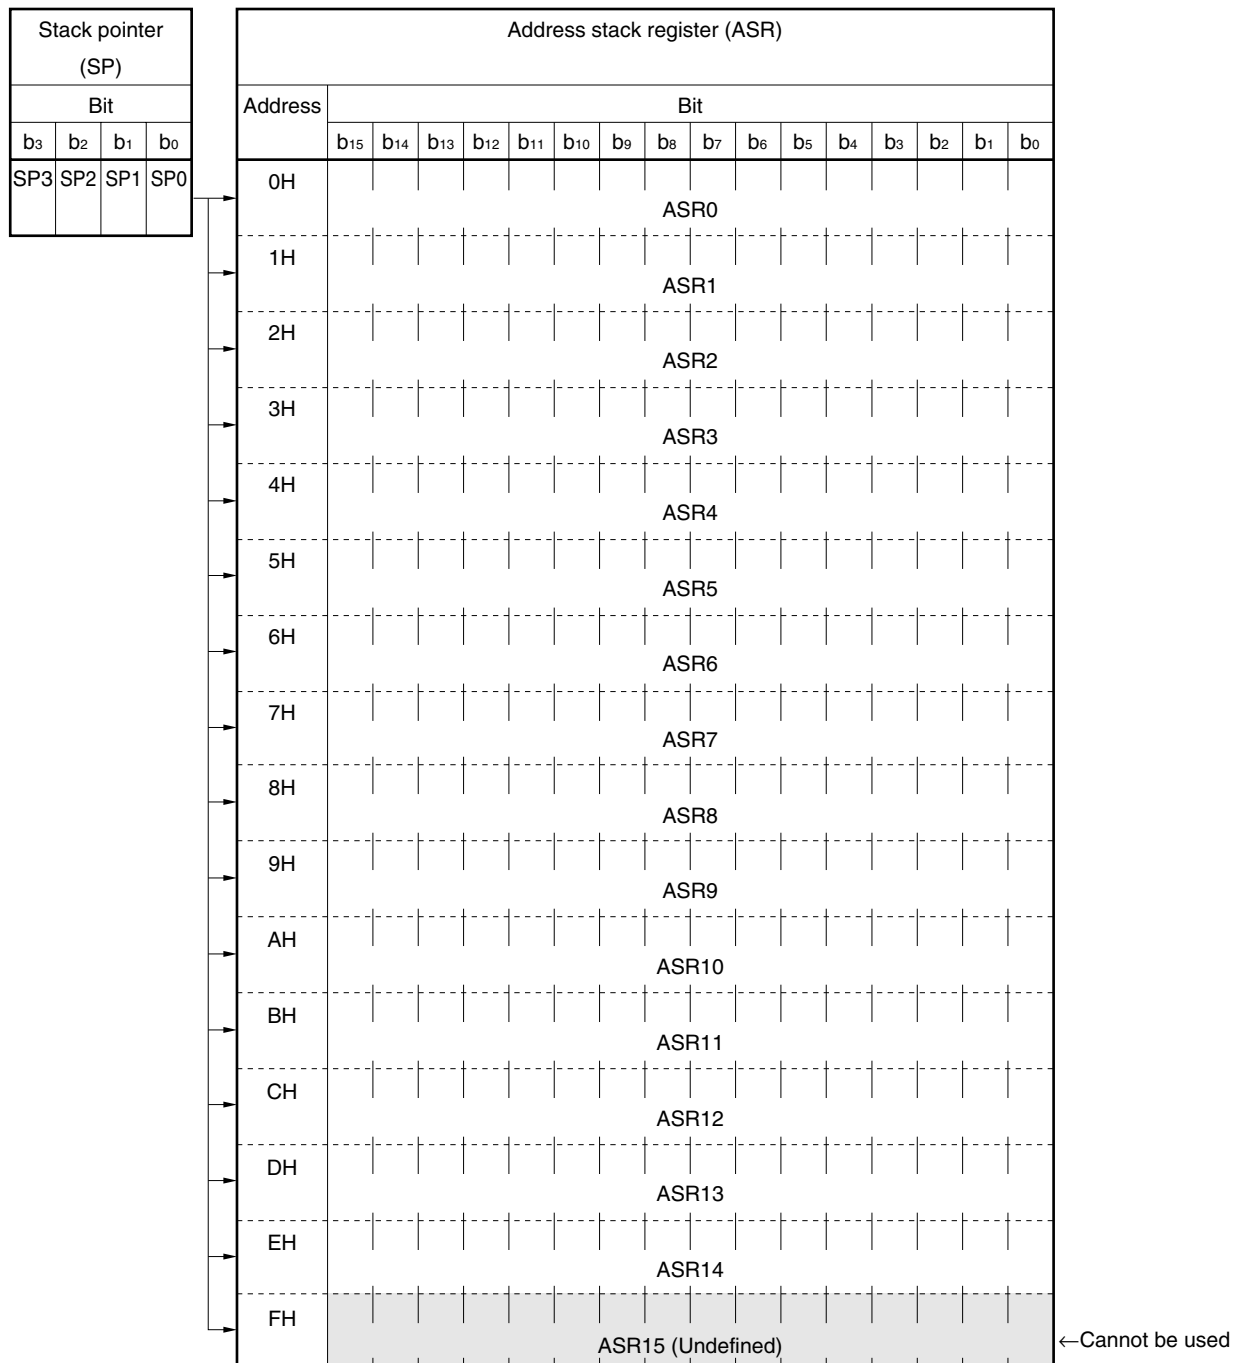 Stack pointer
(SP)
Bit
b3 b2 b1 b0
SP3 SP2 SP1 SP0
Address stack register (ASR)
Address Bit
b15 b14 b13 b12 b11 b10 b9 b8 b7 b6 b5 b4 b3 b2 b1 b0
0H
ASR0
1H
ASR1
2H
ASR2
3H
ASR3
4H
ASR4
5H
ASR5
6H
ASR6
7H
ASR7
8H
ASR8
9H
ASR9
AH
ASR10
BH
ASR11
CH
ASR12
DH
ASR13
EH
ASR14
FH
ASR15 (Undefined)
←Cannot be used